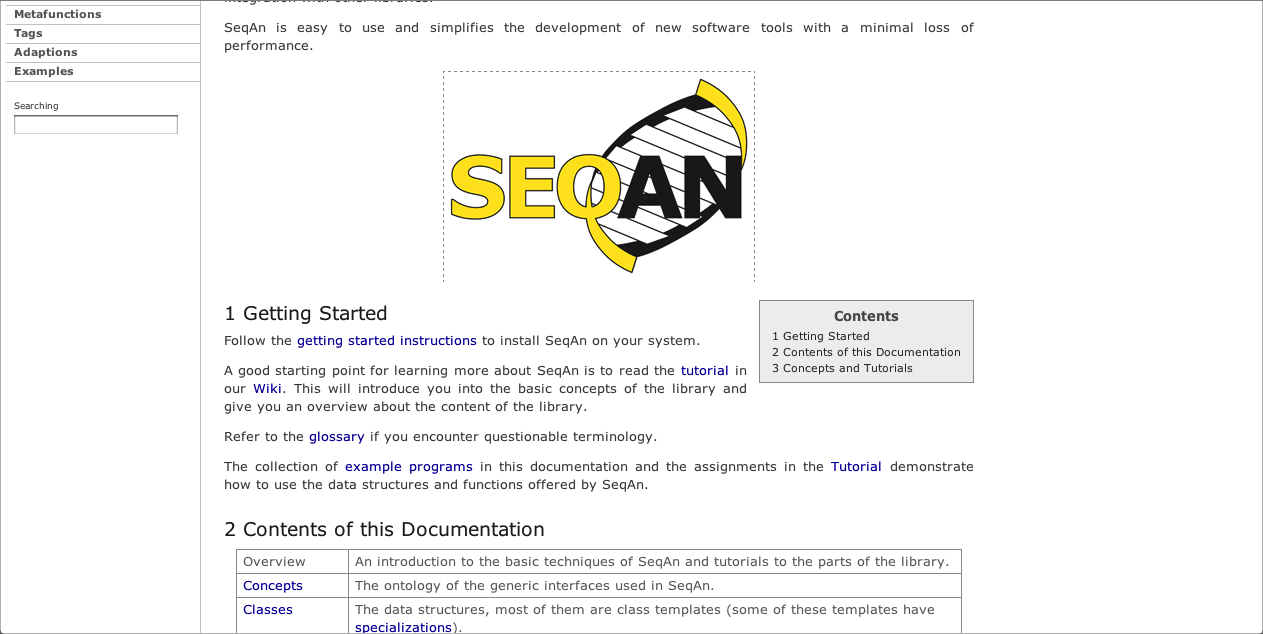 Metafunctions
Tags
Adaptions
Examples
Searching
integration with other libraries.
SeqAn is easy to use and simplifies the development of new software tools with a minimal loss of
performance.
SEQAN
1 Getting Started
Follow the getting started instructions to install SeqAn on your system.
A good starting point for learning more about SeqAn is to read the tutorial in
our Wiki. This will introduce you into the basic concepts of the library and
give you an overview about the content of the library.
Refer to the glossary if you encounter questionable terminology.
The collection of example programs in this documentation and the assignments in the Tutorial demonstrate
how to use the data structures and functions offered by SeqAn.
Contents
1 Getting Started
2 Contents of this Documentation
3 Concepts and Tutorials
2 Contents of this Documentation
Overview An introduction to the basic techniques of SeqAn and tutorials to the parts of the library.
Concepts The ontology of the generic interfaces used in SeqAn.
Classes The data structures, most of them are class templates (some of these templates have
specializations).